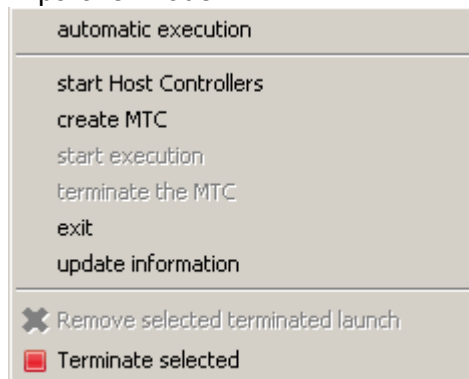 automatic execution
start Host Controllers
create MTC
start execution
terminate the MTC
exit
update information
Remove selected terminated launch
Terminate selected